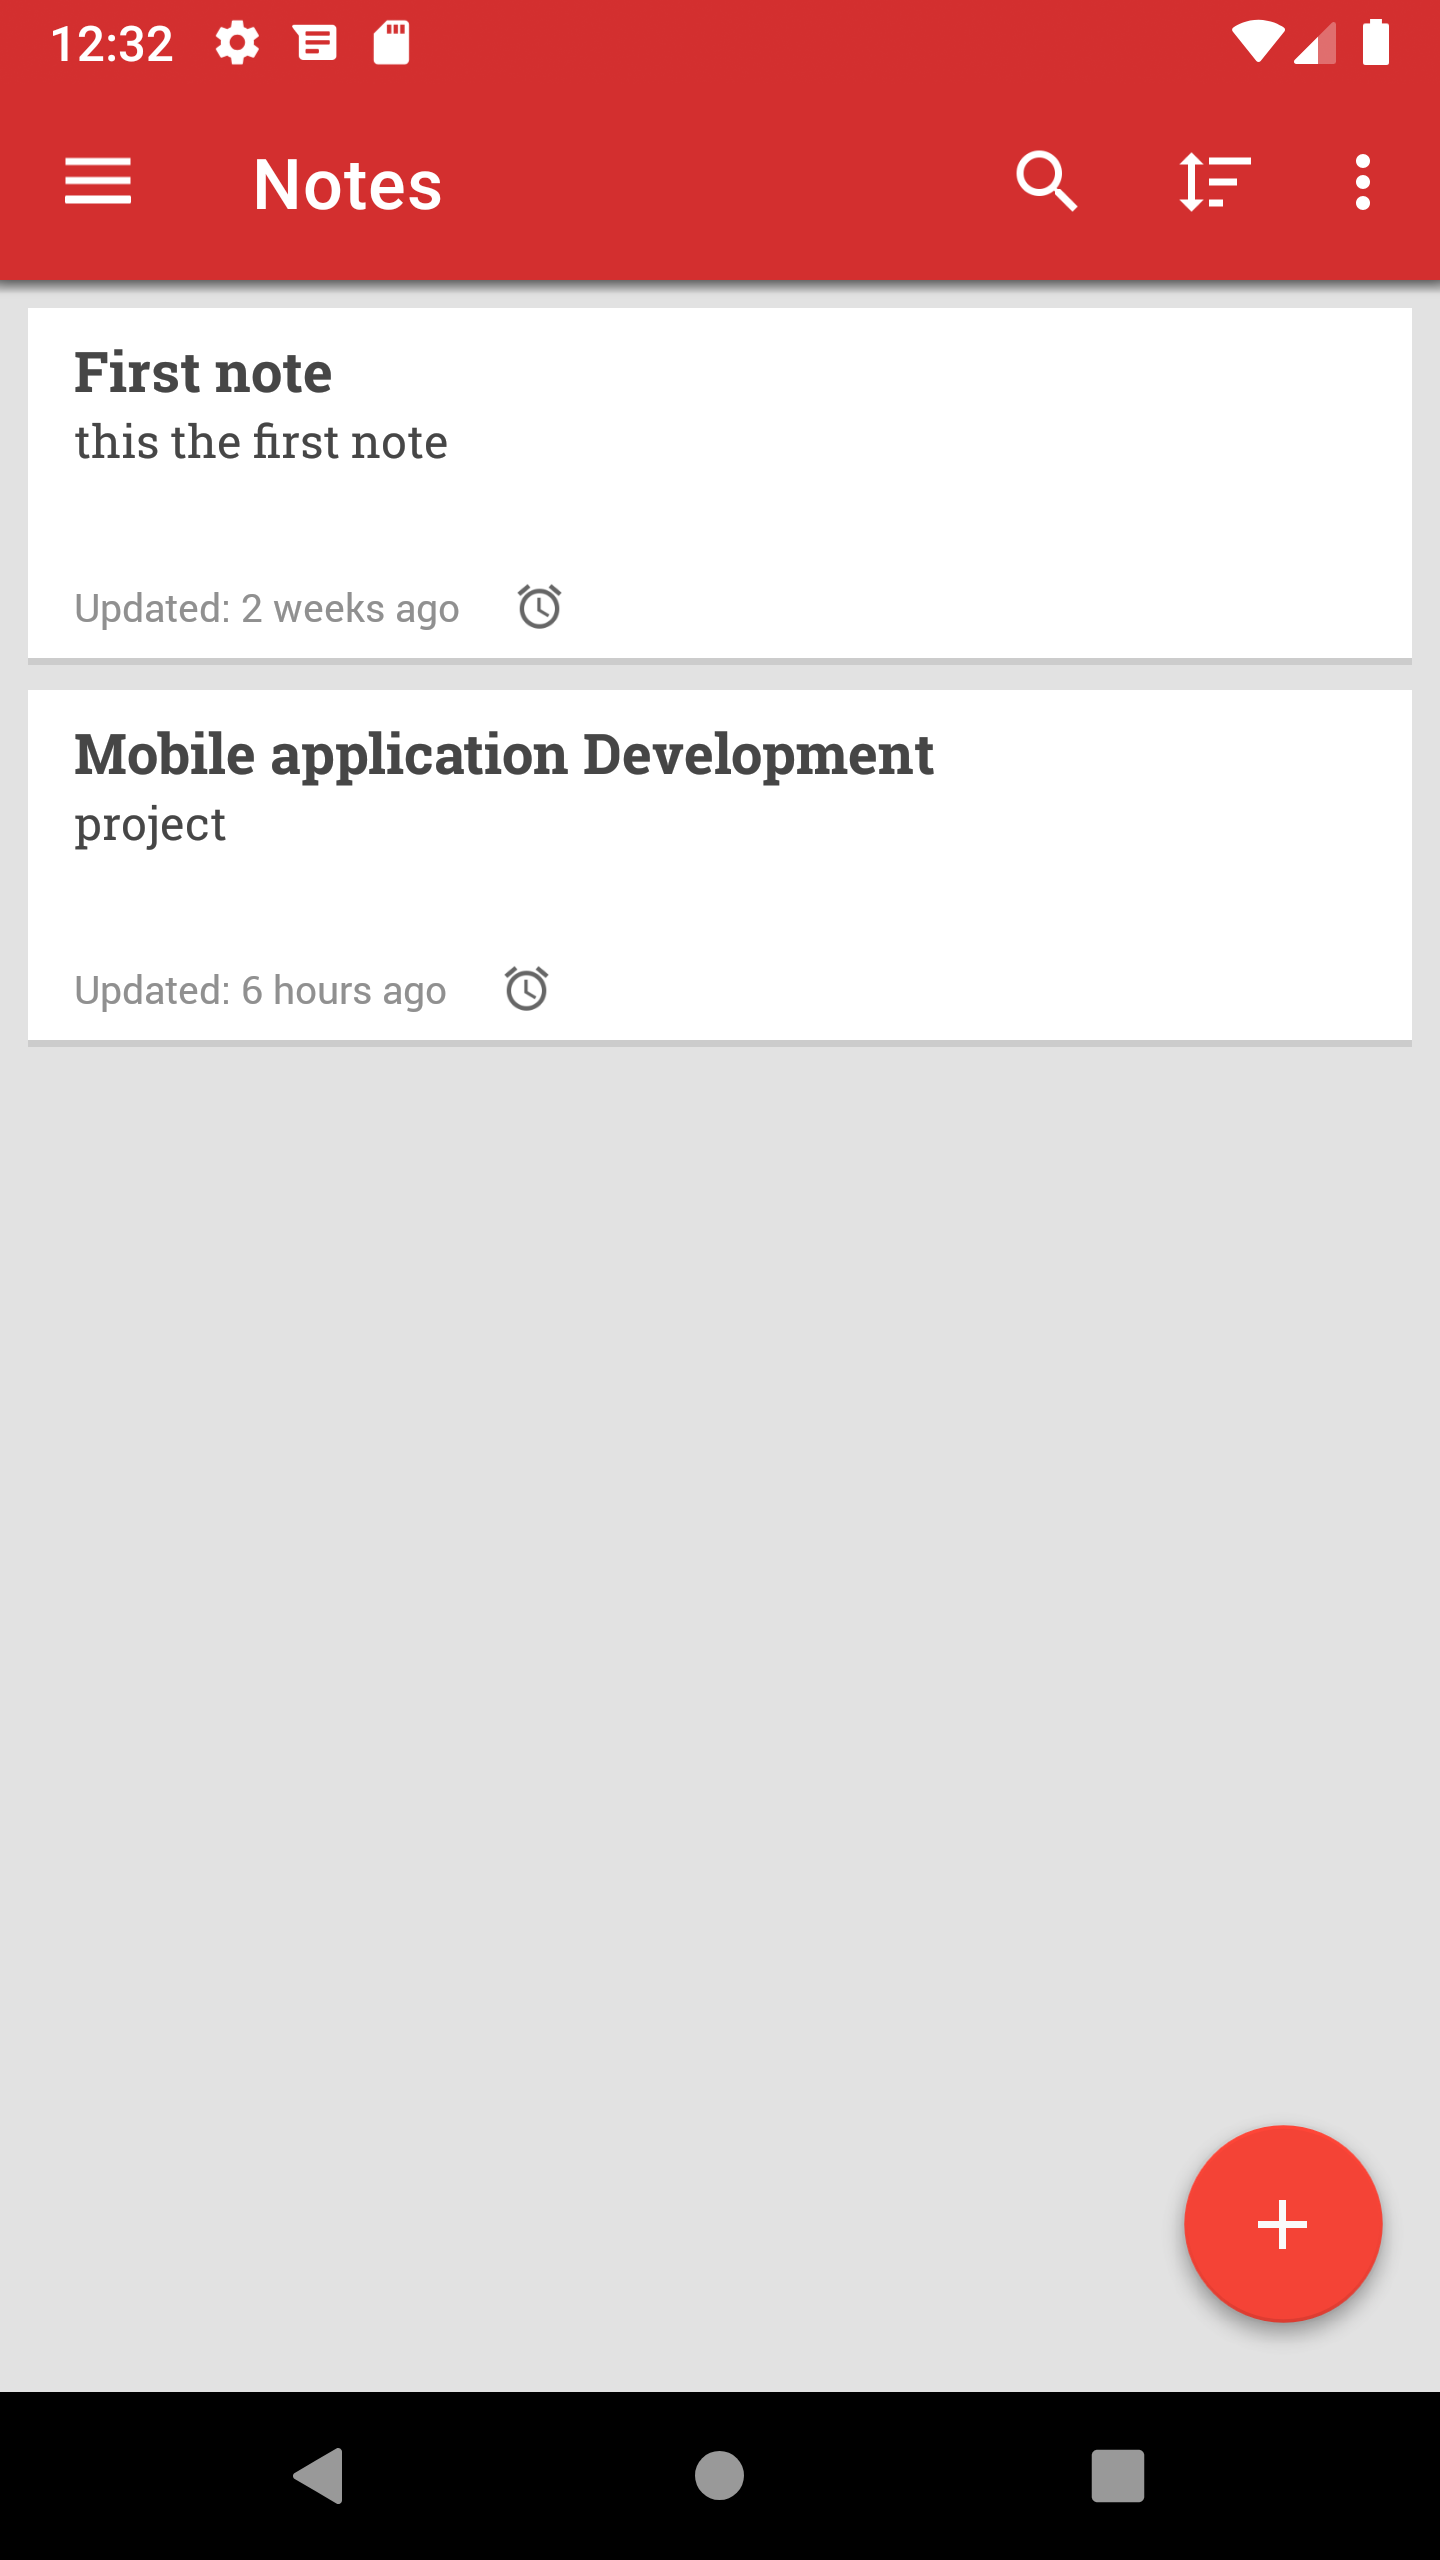 12:32
Notes
First note
this the first note
Updated: 2 weeks ago
Mobile application Development
project
Updated: 6 hours ago